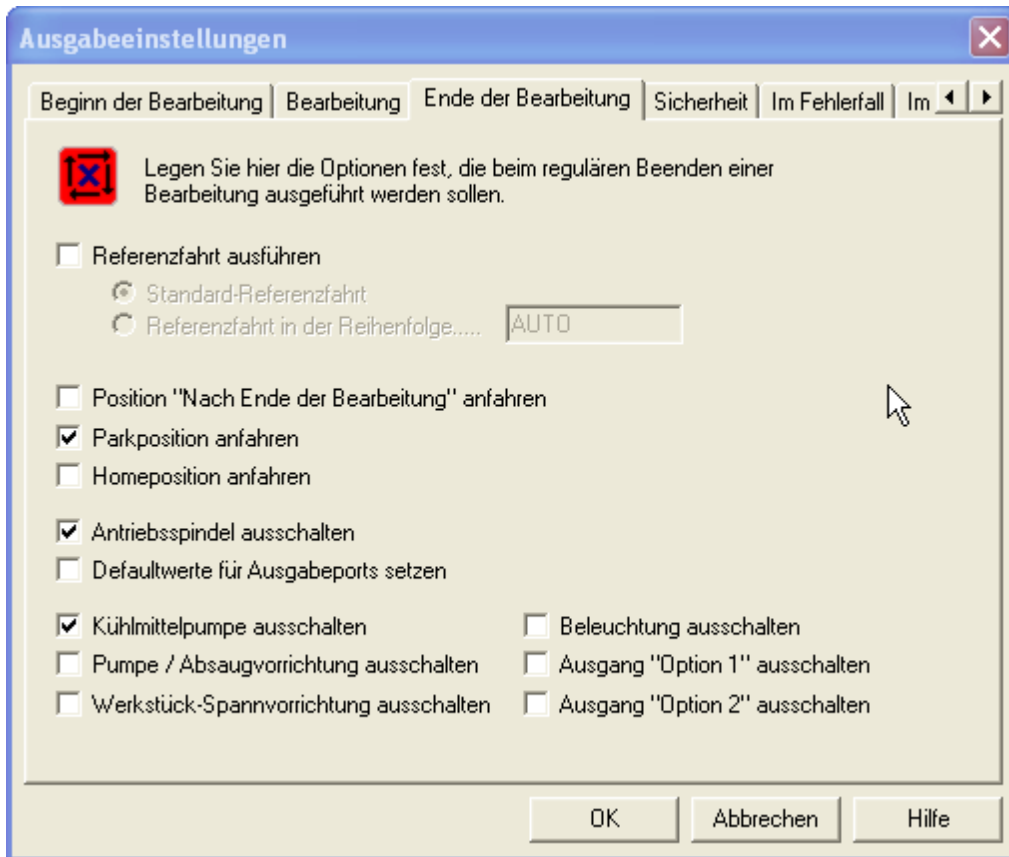 Ausgabeeinstellungen
Beginn der Bearbeitung Bearbeitung Ende der Bearbeitung Sicherheit Im Fehlerfall Im
Legen Sie hier die Optionen fest, die beim regulären Beenden einer
Bearbeitung ausgeführt werden sollen.
Referenzfahrt ausführen
Standard-Referenzfahrt
Referenzfahrt in der Reihenfolge..... AUTO
Position "Nach Ende der Bearbeitung" anfahren
Parkposition anfahren
Homeposition anfahren
Antriebsspindel ausschalten
Defaultwerte für Ausgabeports setzen
Kühlmittelpumpe ausschalten Beleuchtung ausschalten
Pumpe / Absaugvorrichtung ausschalten Ausgang "Option 1" ausschalten
Werkstück-Spannvorrichtung ausschalten Ausgang "Option 2" ausschalten
OK Abbrechen Hilfe